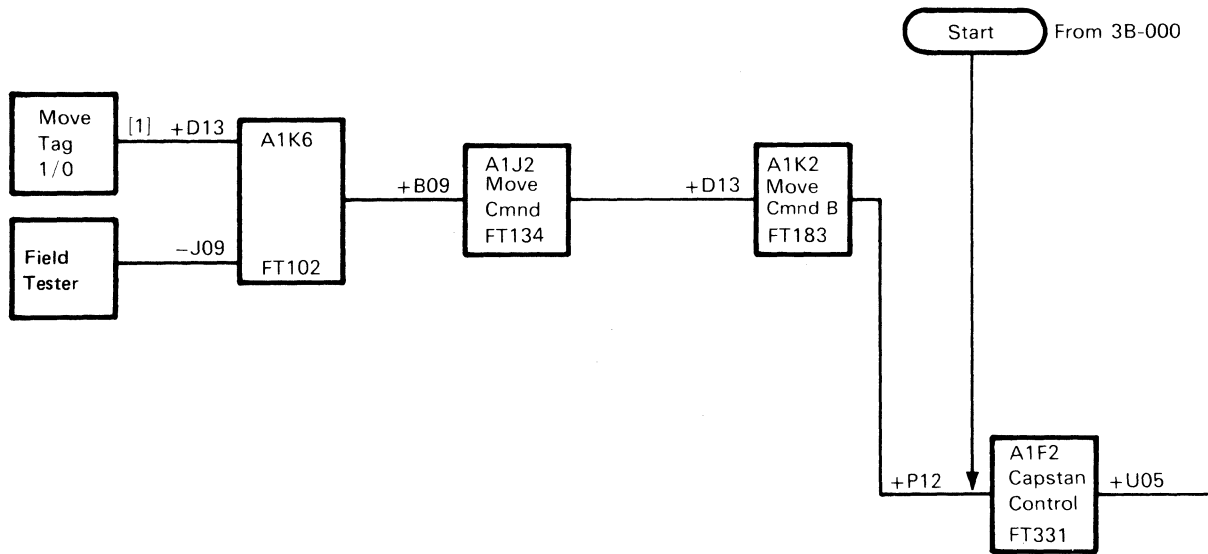 Start From 3B-000
Move
Tag
1/0
[1] +D13
A1K6
FT102
Field
Tester
−J09
+B09
A1J2
Move
Cmnd
FT134
+D13
A1K2
Move
Cmnd B
FT183
+P12
A1F2
Capstan
Control
FT331
+U05